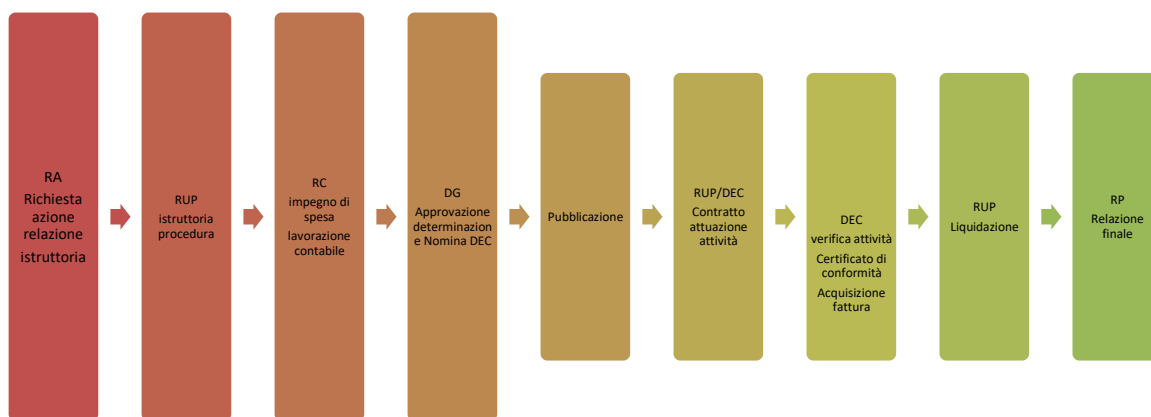 RA
Richiesta
azione
relazione
istruttoria
RUP
istruttoria
procedura
RC
impegno di
spesa
lavorazione
contabile
DG
Approvazione
determinazion
e Nomina DEC
Pubblicazione
RUP/DEC
Contratto
attuazione
attività
DEC
verifica attività
Certificato di
conformità
Acquisizione
fattura
RUP
Liquidazione
RP
Relazione
finale